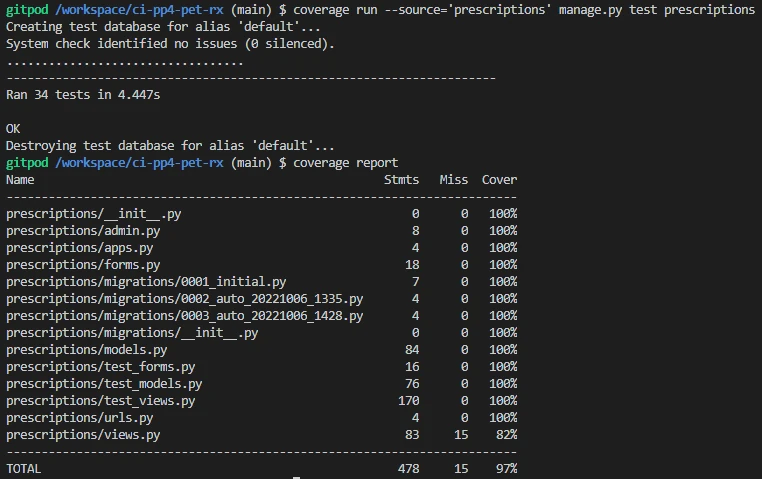 gitpod /workspace/ci-pp4-pet-rx (main) $ coverage run --source='prescriptions' manage.py test prescriptions
Creating test database for alias 'default'...
System check identified no issues (0 silenced).
..................................
----------------------------------------------------------------------
Ran 34 tests in 4.447s
OK
Destroying test database for alias 'default'...
gitpod /workspace/ci-pp4-pet-rx (main) $ coverage report
Name Stmts Miss Cover
-------------------------------------------------------------------------
prescriptions/__init__.py 0 0 100%
prescriptions/admin.py 8 0 100%
prescriptions/apps.py 4 0 100%
prescriptions/forms.py 18 0 100%
prescriptions/migrations/0001_initial.py 7 0 100%
prescriptions/migrations/0002_auto_20221006_1335.py 4 0 100%
prescriptions/migrations/0003_auto_20221006_1428.py 4 0 100%
prescriptions/migrations/__init__.py 0 0 100%
prescriptions/models.py 84 0 100%
prescriptions/test_forms.py 16 0 100%
prescriptions/test_models.py 76 0 100%
prescriptions/test_views.py 170 0 100%
prescriptions/urls.py 4 0 100%
prescriptions/views.py 83 15 82%
-------------------------------------------------------------------------
TOTAL 478 15 97%